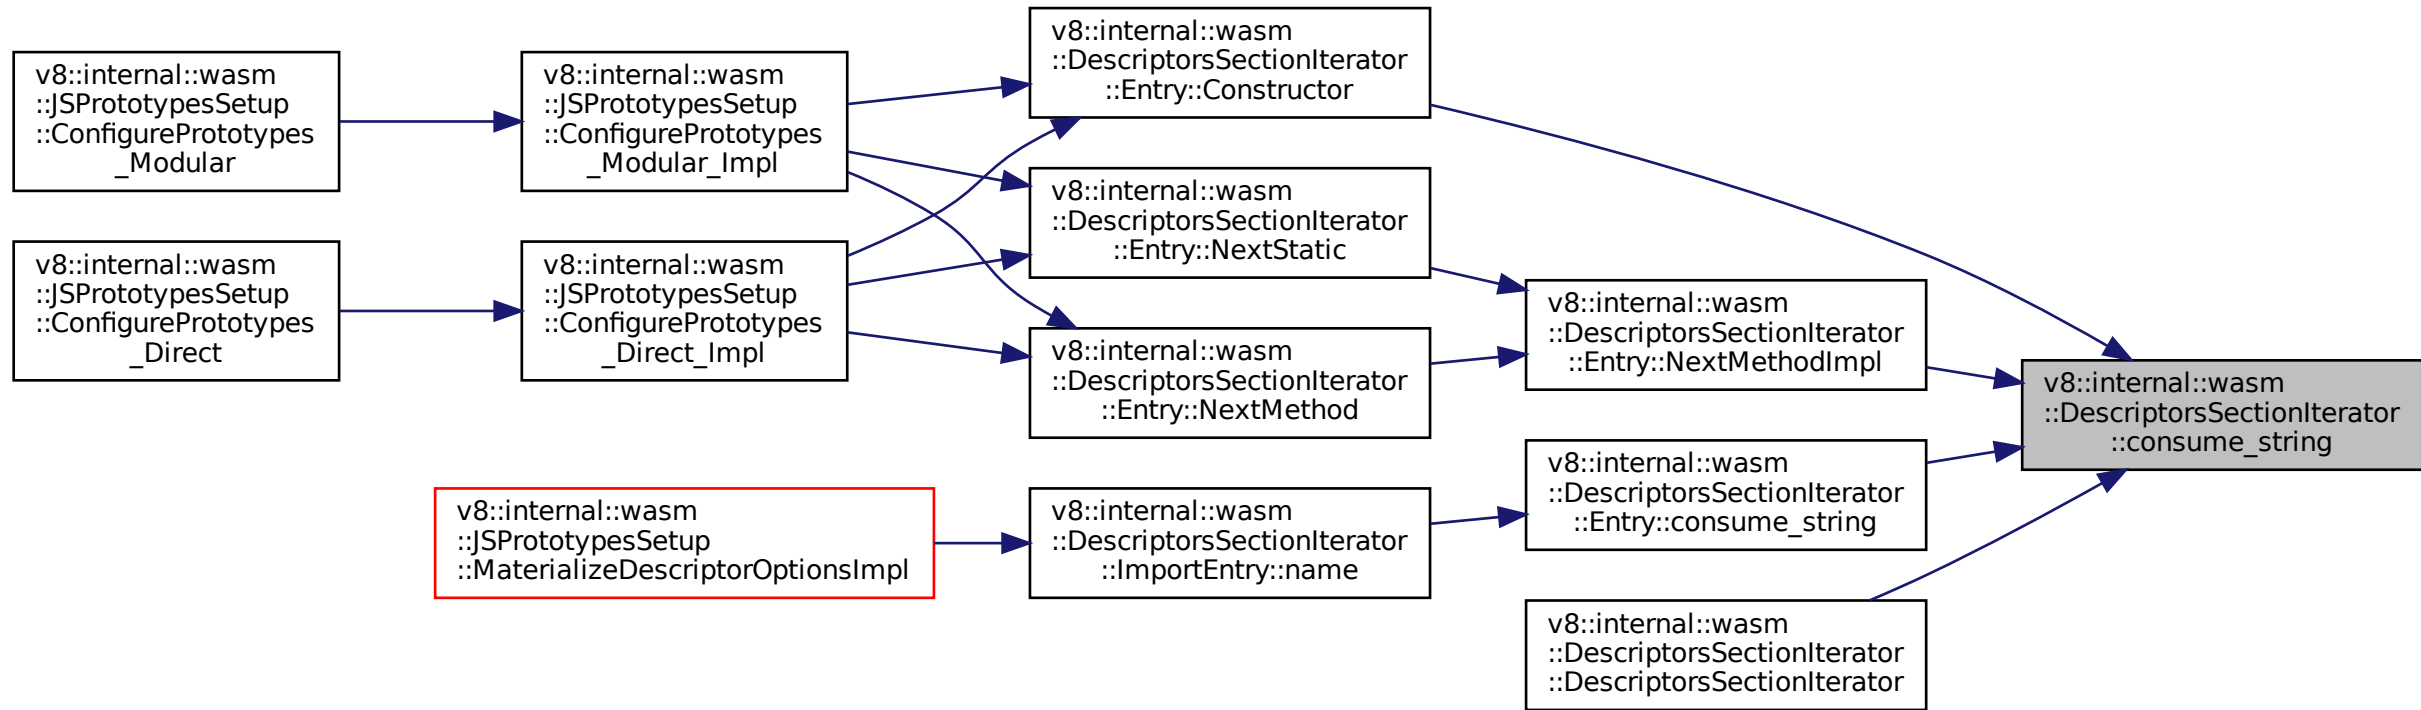 v8::internal::wasm
::JSPrototypesSetup
::ConfigurePrototypes
_Modular
v8::internal::wasm
::JSPrototypesSetup
::ConfigurePrototypes
_Direct
v8::internal::wasm
::JSPrototypesSetup
::ConfigurePrototypes
_Modular_Impl
v8::internal::wasm
::JSPrototypesSetup
::ConfigurePrototypes
_Direct_Impl
v8::internal::wasm
::JSPrototypesSetup
::MaterializeDescriptorOptionsImpl
v8::internal::wasm
::DescriptorsSectionIterator
::Entry::Constructor
v8::internal::wasm
::DescriptorsSectionIterator
::Entry::NextStatic
v8::internal::wasm
::DescriptorsSectionIterator
::Entry::NextMethod
v8::internal::wasm
::DescriptorsSectionIterator
::ImportEntry::name
v8::internal::wasm
::DescriptorsSectionIterator
::Entry::NextMethodImpl
v8::internal::wasm
::DescriptorsSectionIterator
::Entry::consume_string
v8::internal::wasm
::DescriptorsSectionIterator
::DescriptorsSectionIterator
v8::internal::wasm
::DescriptorsSectionIterator
::consume_string